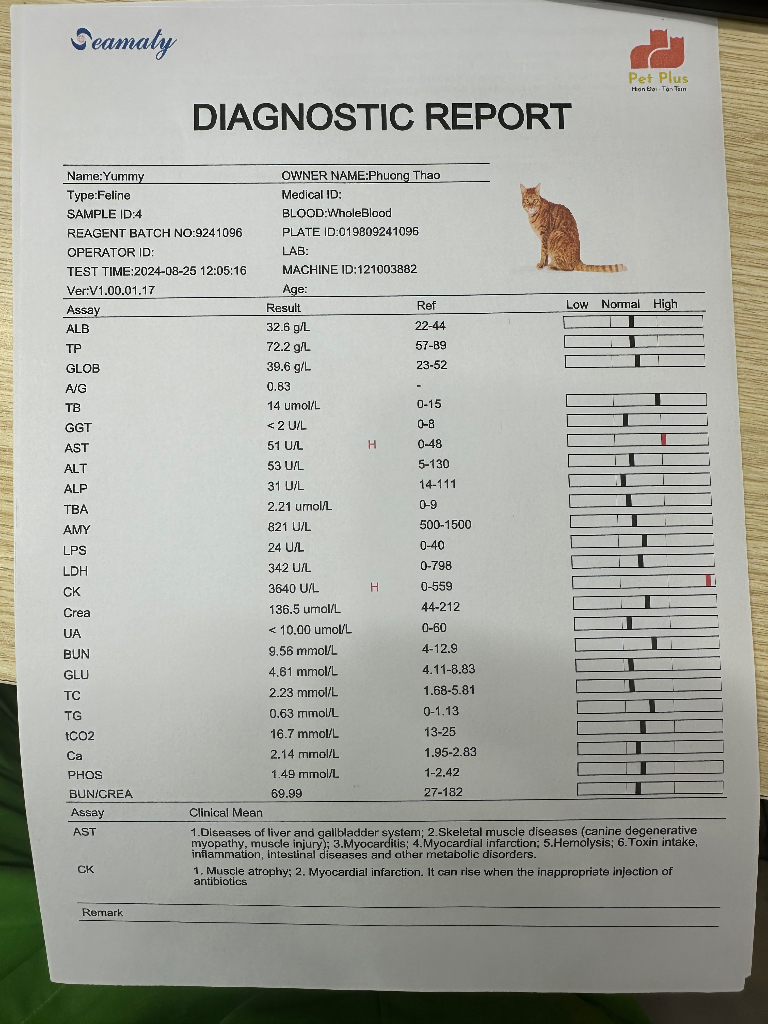 Seamaty
Pet Plus
DIAGNOSTIC REPORT
Name:Yummy OWNER NAME:Phuong Thao
Type:Feline Medical ID:
SAMPLE ID:4 BLOOD:WholeBlood
REAGENT BATCH NO:9241096 PLATE ID:019809241096
OPERATOR ID: LAB:
TEST TIME:2024-08-25 12:05:16 MACHINE ID:121003882
Ver:V1.00.01.17 Age:
Assay Result Ref Low Normal High
ALB 32.6 g/L 22-44
TP 72.2 g/L 57-89
GLOB 39.6 g/L 23-52
A/G 0.83 -
TB 14 umol/L 0-15
GGT < 2 U/L 0-8
AST 51 U/L H 0-48
ALT 53 U/L 5-130
ALP 31 U/L 14-111
TBA 2.21 umol/L 0-9
AMY 821 U/L 500-1500
LPS 24 U/L 0-40
LDH 342 U/L 0-798
CK 3640 U/L H 0-559
Crea 136.5 umol/L 44-212
UA < 10.00 umol/L 0-60
BUN 9.56 mmol/L 4-12.9
GLU 4.61 mmol/L 4.11-8.83
TC 2.23 mmol/L 1.68-5.81
TG 0.63 mmol/L 0-1.13
tCO2 16.7 mmol/L 13-25
Ca 2.14 mmol/L 1.95-2.83
PHOS 1.49 mmol/L 1-2.42
BUN/CREA 69.99 27-182
Assay Clinical Mean
AST 1.Diseases of liver and gallbladder system; 2.Skeletal muscle diseases (canine degenerative
myopathy, muscle injury); 3.Myocarditis; 4.Myocardial infarction; 5.Hemolysis; 6.Toxin intake,
inflammation, intestinal diseases and other metabolic disorders.
CK 1. Muscle atrophy; 2. Myocardial infarction. It can rise when the inappropriate injection of
antibiotics
Remark